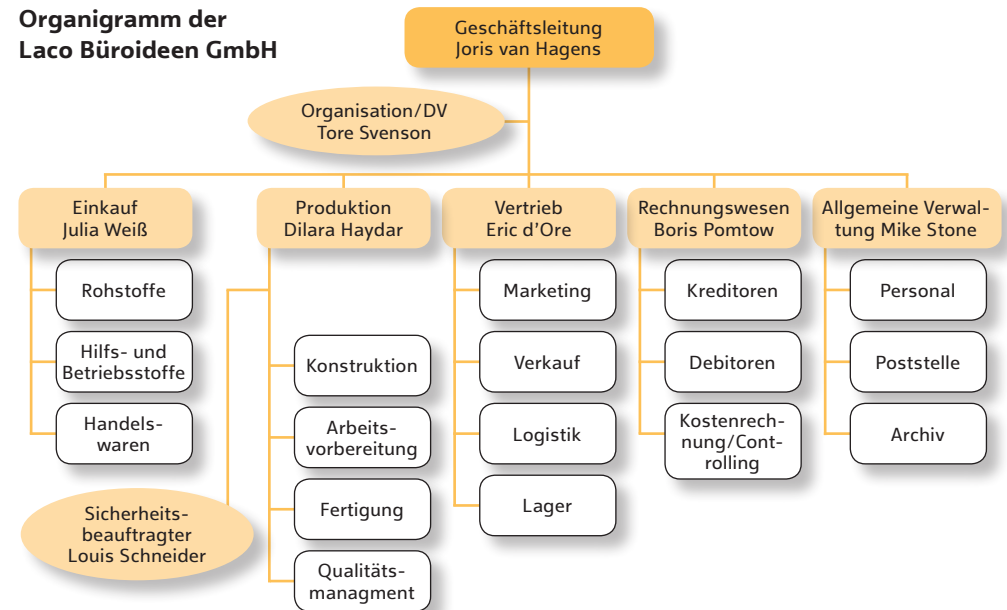 Organigramm der
Laco Büroideen GmbH
Geschäftsleitung
Joris van Hagens
Organisation/DV
Tore Svenson
Einkauf
Julia Weiß
Rohstoffe
Hilfs- und
Betriebsstoffe
Handels-
waren
Produktion
Dilara Haydar
Konstruktion
Arbeits-
vorbereitung
Fertigung
Qualitäts-
managment
Sicherheits-
beauftragter
Louis Schneider
Vertrieb
Eric d’Ore
Marketing
Verkauf
Logistik
Lager
Rechnungswesen
Boris Pomtow
Kreditoren
Debitoren
Kostenrech-
nung/Cont-
rolling
Allgemeine Verwal-
tung Mike Stone
Personal
Poststelle
Archiv